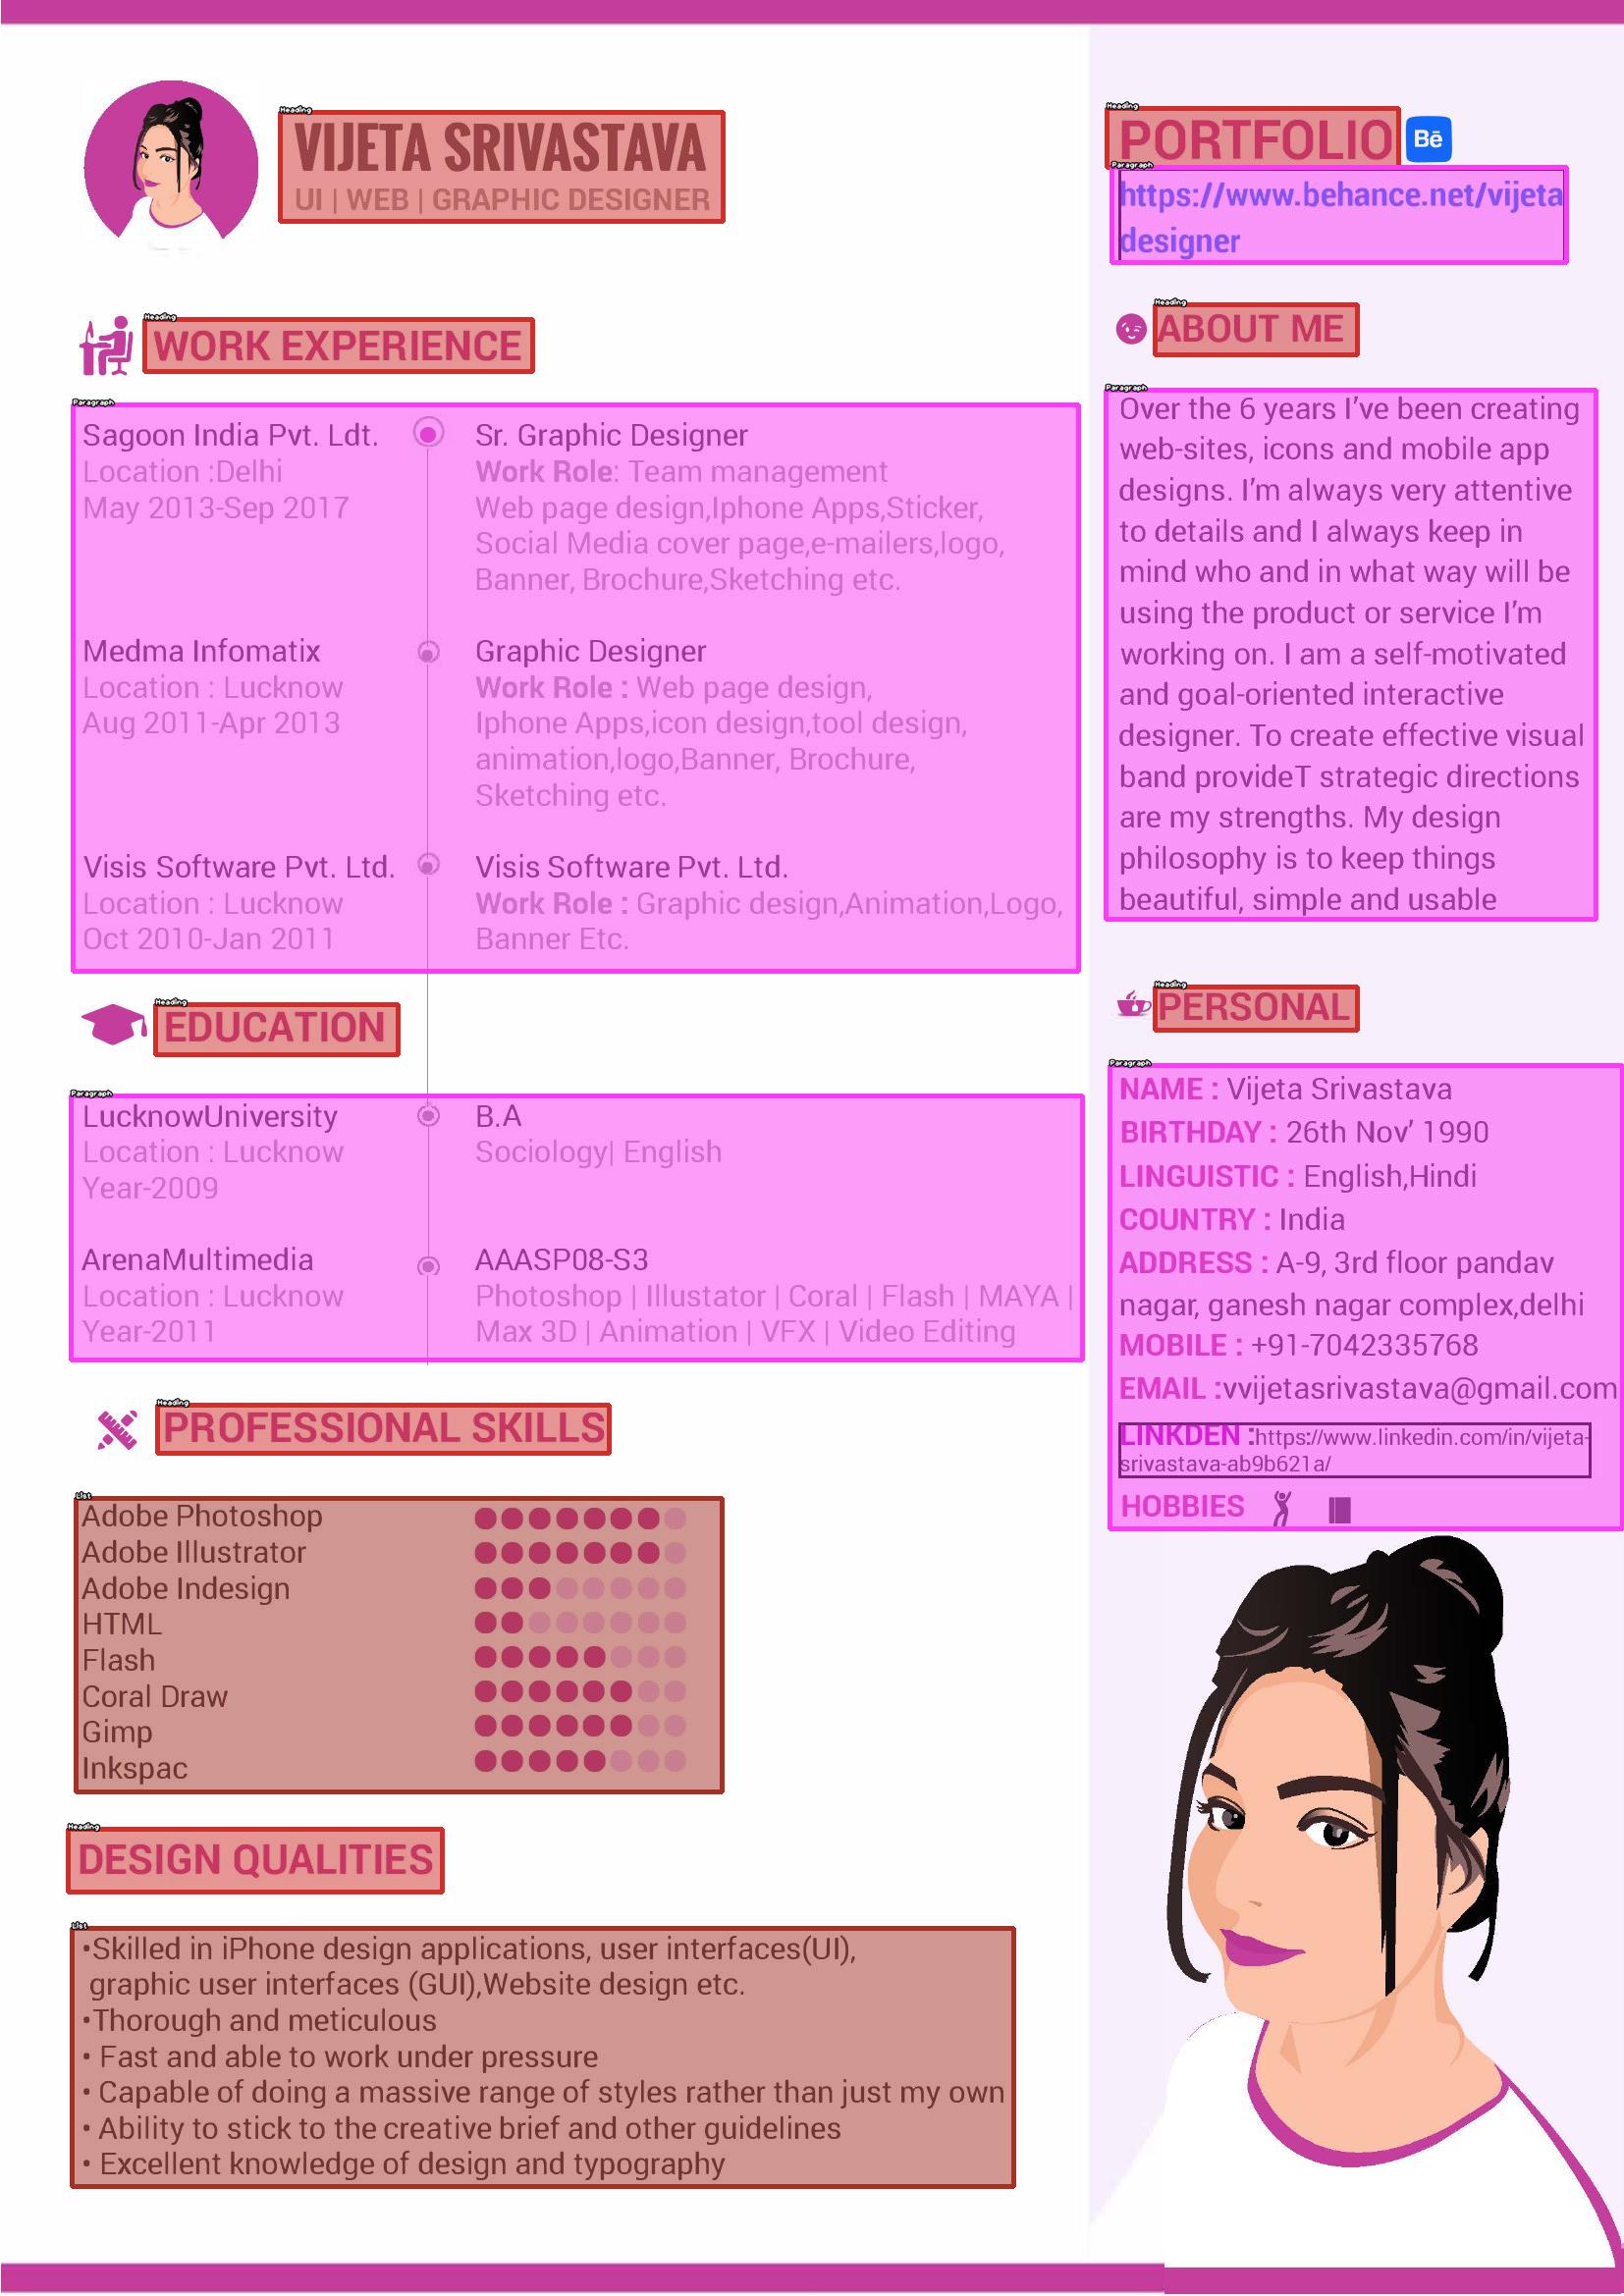 Heading
VIJETA SRIVASTAVA
UI | WEB | GRAPHIC DESIGNER
Heading
WORK EXPERIENCE
Paragraph
Sagoon India Pvt. Ldt.
Location :Delhi
May 2013-Sep 2017
Sr. Graphic Designer
Work Role: Team management
Web page design,Iphone Apps,Sticker,
Social Media cover page,e-mailers,logo,
Banner, Brochure,Sketching etc.
Medma Infomatix
Location : Lucknow
Aug 2011-Apr 2013
Graphic Designer
Work Role : Web page design,
Iphone Apps,icon design,tool design,
animation,logo,Banner, Brochure,
Sketching etc.
Visis Software Pvt. Ltd.
Location : Lucknow
Oct 2010-Jan 2011
Visis Software Pvt. Ltd.
Work Role : Graphic design,Animation,Logo,
Banner Etc.
Heading
EDUCATION
Paragraph
LucknowUniversity
Location : Lucknow
Year-2009
B.A
Sociology| English
ArenaMultimedia
Location : Lucknow
Year-2011
AAASP08-S3
Photoshop | Illustator | Coral | Flash | MAYA |
Max 3D | Animation | VFX | Video Editing
Heading
PROFESSIONAL SKILLS
List
Adobe Photoshop
Adobe Illustrator
Adobe Indesign
HTML
Flash
Coral Draw
Gimp
Inkspac
Heading
DESIGN QUALITIES
List
•Skilled in iPhone design applications, user interfaces(UI),
graphic user interfaces (GUI),Website design etc.
•Thorough and meticulous
• Fast and able to work under pressure
• Capable of doing a massive range of styles rather than just my own
• Ability to stick to the creative brief and other guidelines
• Excellent knowledge of design and typography
Heading
PORTFOLIO Bē
Paragraph
https://www.behance.net/vijeta
designer
Heading
ABOUT ME
Paragraph
Over the 6 years I’ve been creating
web-sites, icons and mobile app
designs. I’m always very attentive
to details and I always keep in
mind who and in what way will be
using the product or service I’m
working on. I am a self-motivated
and goal-oriented interactive
designer. To create effective visual
band provideT strategic directions
are my strengths. My design
philosophy is to keep things
beautiful, simple and usable
Heading
PERSONAL
Paragraph
NAME : Vijeta Srivastava
BIRTHDAY : 26th Nov’ 1990
LINGUISTIC : English,Hindi
COUNTRY : India
ADDRESS : A-9, 3rd floor pandav
nagar, ganesh nagar complex,delhi
MOBILE : +91-7042335768
EMAIL :vvijetasrivastava@gmail.com
LINKDEN :https://www.linkedin.com/in/vijeta-
srivastava-ab9b621a/
HOBBIES